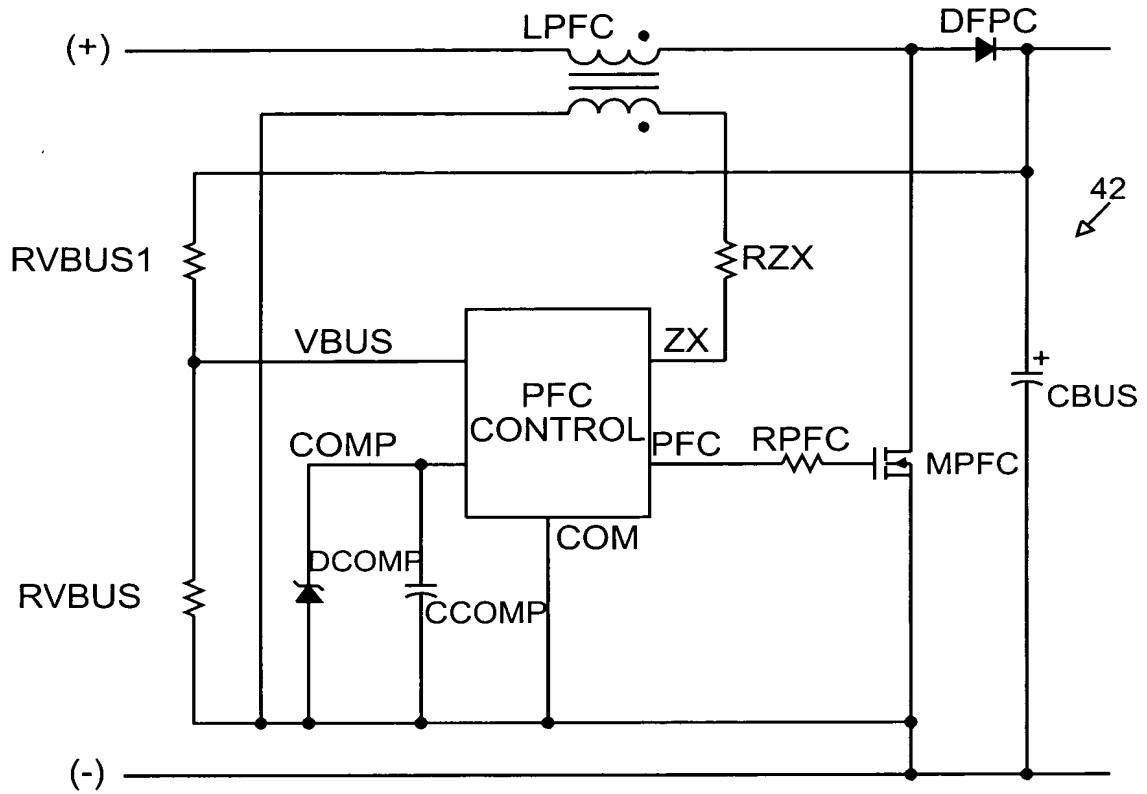 LPFC
DFPC
(+)
42
RVBUS1
RZX
VBUS
ZX
+
CBUS
PFC
CONTROL
COMP
PFC
RPFC
MPFC
COM
DCOMP
RVBUS
CCOMP
(-)